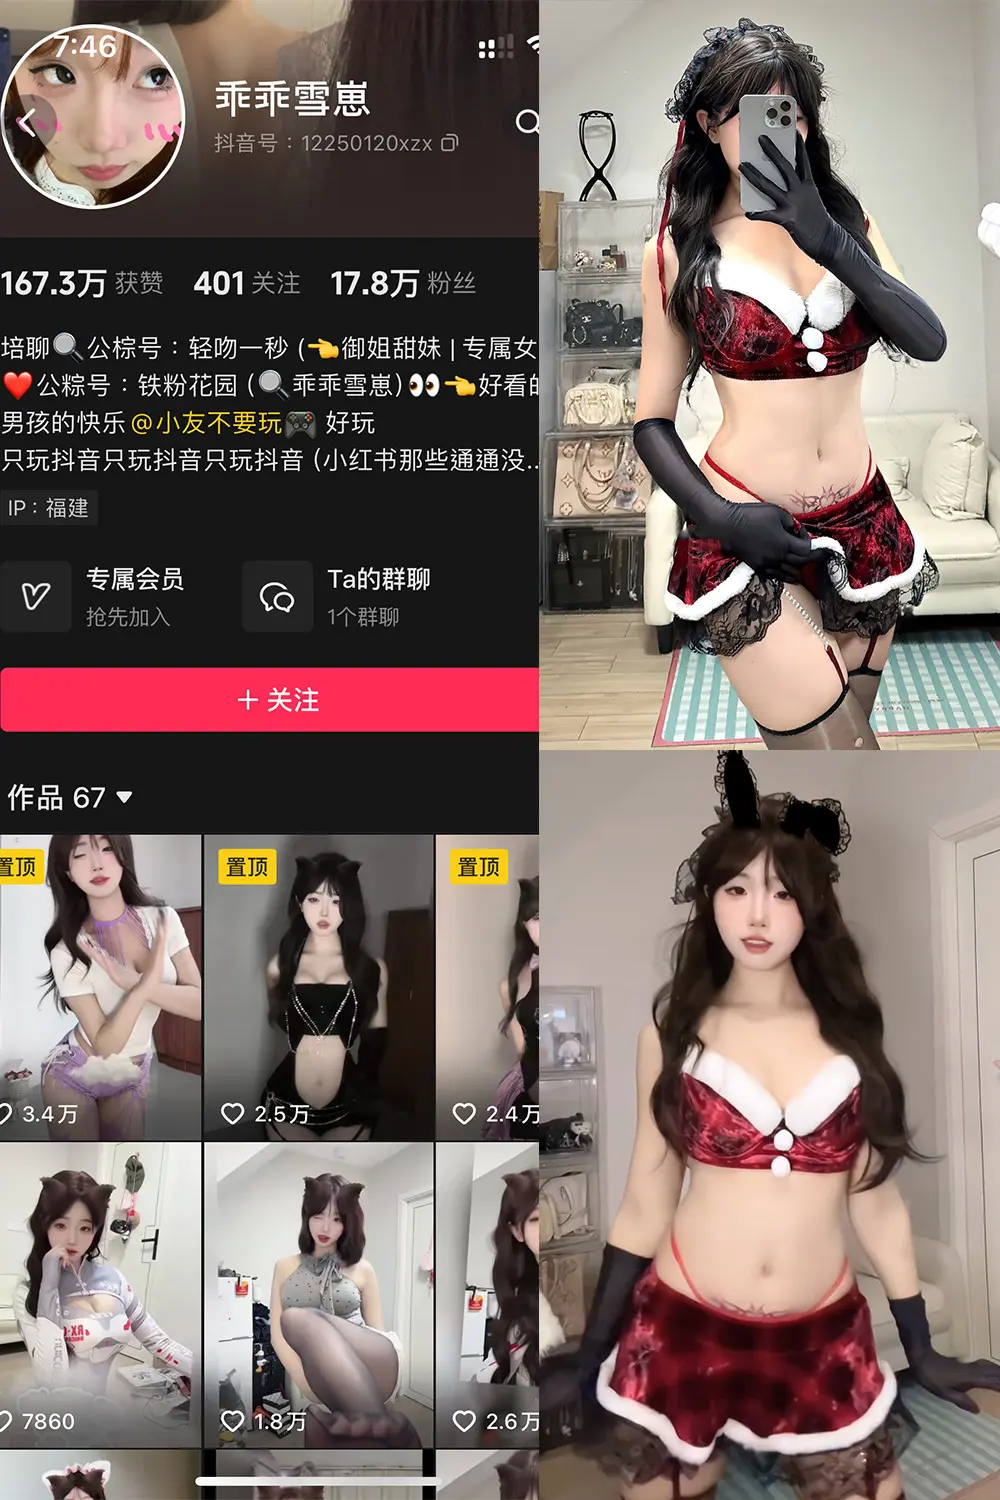 7:46
乖乖雪崽
抖音号：12250120xzx
167.3万 获赞 401 关注 17.8万 粉丝
培聊🔍公棕号：轻吻一秒 (👈御姐甜妹 | 专属女
❤️公粽号：铁粉花园 (🔍乖乖雪崽)👀👈好看的
男孩的快乐@小友不要玩🎮 好玩
只玩抖音只玩抖音只玩抖音 (小红书那些通通没...
IP：福建
专属会员
抢先加入
Ta的群聊
1个群聊
+ 关注
作品 67
置顶
置顶
置顶
3.4万
2.5万
2.4万
7860
1.8万
2.6万